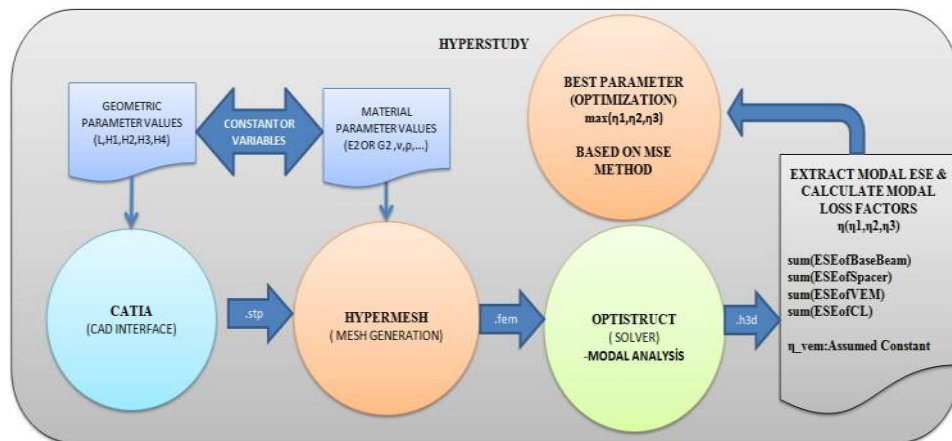 HYPERSTUDY
GEOMETRIC
PARAMETER VALUES
(L,H1,H2,H3,H4)
CONSTANT OR
VARIABLES
MATERIAL
PARAMETER VALUES
(E2 OR G2 ,ν,ρ,...)
BEST PARAMETER
(OPTIMIZATION)
max(η1,η2,η3)
BASED ON MSE
METHOD
CATIA
(CAD INTERFACE)
.stp
HYPERMESH
( MESH GENERATION)
.fem
OPTISTRUCT
( SOLVER)
-MODAL ANALYSİS
.h3d
EXTRACT MODAL ESE &
CALCULATE MODAL
LOSS FACTORS
η(η1,η2,η3)
sum(ESEofBaseBeam)
sum(ESEofSpacer)
sum(ESEofVEM)
sum(ESEofCL)
η_vem:Assumed Constant